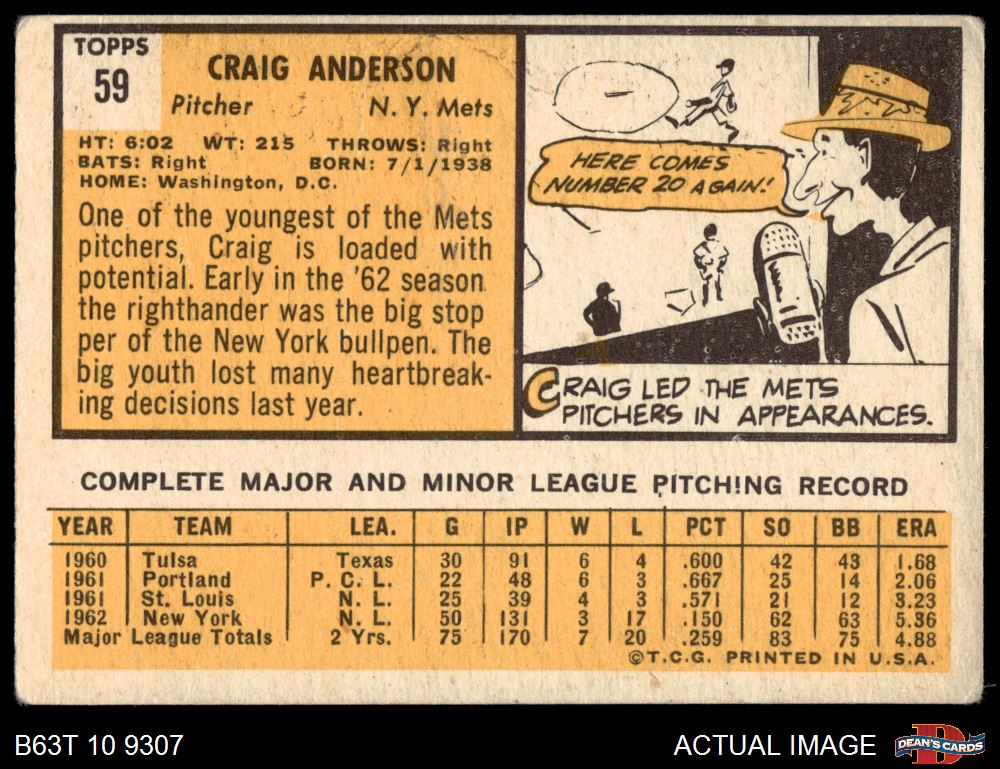 TOPPS
59
CRAIG ANDERSON
Pitcher N. Y. Mets
HT: 6:02 WT: 215 THROWS: Right
BATS: Right BORN: 7/1/1938
HOME: Washington, D.C.
One of the youngest of the Mets
pitchers, Craig is loaded with
potential. Early in the '62 season
the righthander was the big stop
per of the New York bullpen. The
big youth lost many heartbreak-
ing decisions last year.
HERE COMES
NUMBER 20 AGAIN!
CRAIG LED THE METS
PITCHERS IN APPEARANCES.
COMPLETE MAJOR AND MINOR LEAGUE PITCHING RECORD
YEAR TEAM LEA. G IP W L PCT SO BB ERA
1960 Tulsa Texas 30 91 6 4 .600 42 43 1.68
1961 Portland P. C. L. 22 48 6 3 .667 25 14 2.06
1961 St. Louis N. L. 25 39 4 3 .571 21 12 3.23
1962 New York N. L. 50 131 3 17 .150 62 63 5.36
Major League Totals 2 Yrs. 75 170 7 20 .259 83 75 4.88
©T.C.G. PRINTED IN U.S.A.
B63T 10 9307
ACTUAL IMAGE
D
DEAN'S CARDS